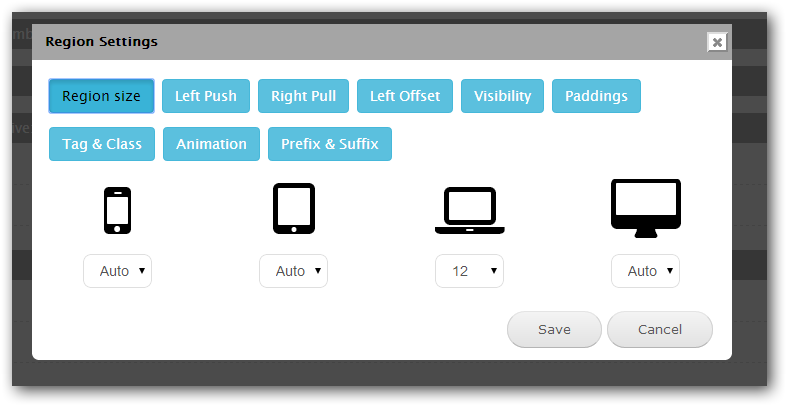 Region Settings
Region size Left Push Right Pull Left Offset Visibility Paddings
Tag & Class Animation Prefix & Suffix
Auto Auto 12 Auto
Save Cancel